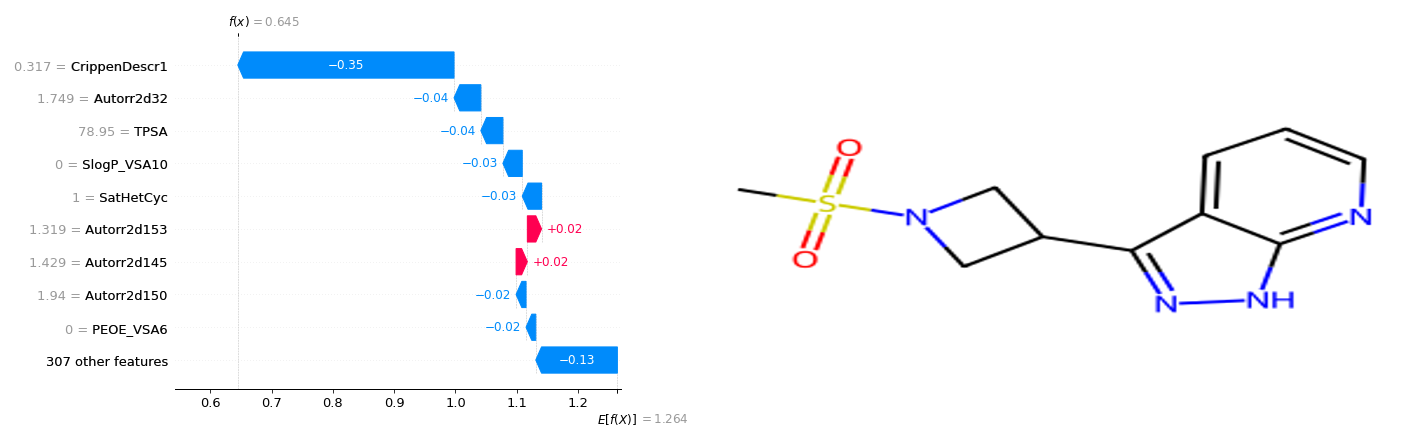 f(x) = 0.645
0.317 = CrippenDescr1
−0.35
1.749 = Autorr2d32
−0.04
78.95 = TPSA
−0.04
0 = SlogP_VSA10
−0.03
1 = SatHetCyc
−0.03
1.319 = Autorr2d153
+0.02
1.429 = Autorr2d145
+0.02
1.94 = Autorr2d150
−0.02
0 = PEOE_VSA6
−0.02
307 other features
−0.13
0.6 0.7 0.8 0.9 1.0 1.1 1.2
E[f(X)] = 1.264
O
S
O
N
N
N
NH